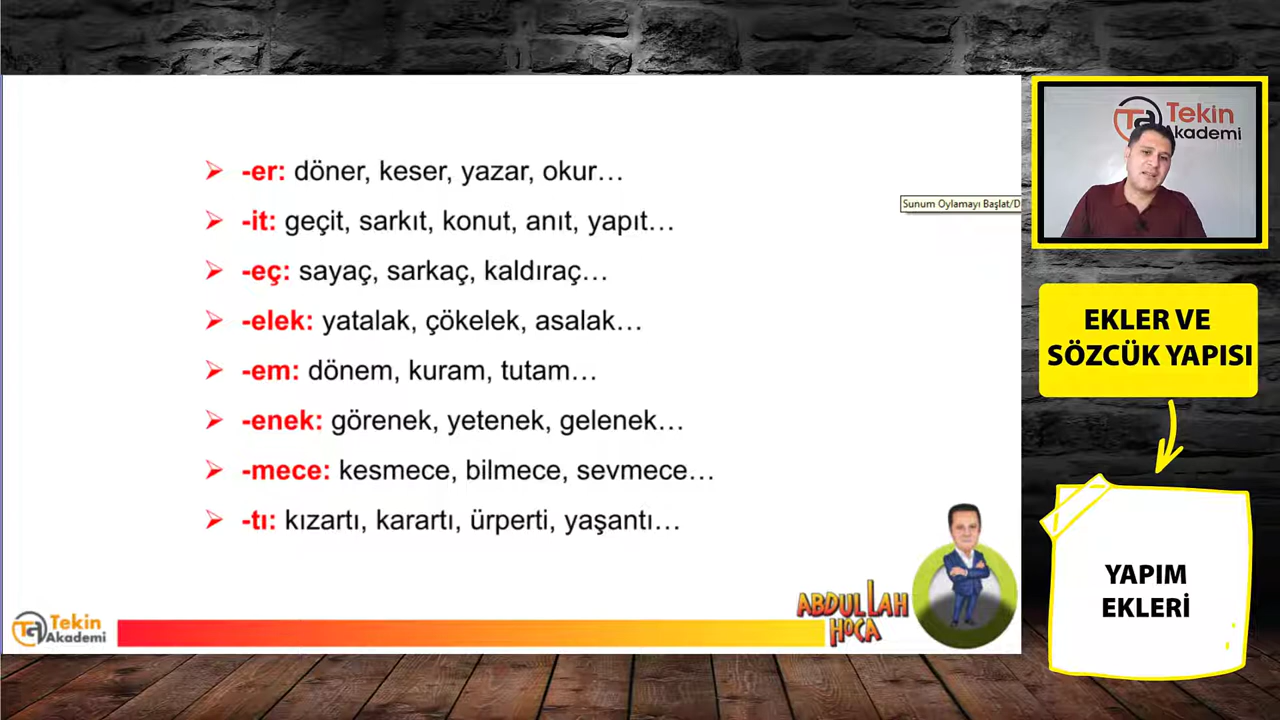 -er: döner, keser, yazar, okur…
-it: geçit, sarkıt, konut, anıt, yapıt…
-eç: sayaç, sarkaç, kaldıraç…
-elek: yatalak, çökelek, asalak…
-em: dönem, kuram, tutam…
-enek: görenek, yetenek, gelenek…
-mece: kesmece, bilmece, sevmece…
-tı: kızartı, karartı, ürperti, yaşantı…
Sunum Oylamayı Başlat/D
Tekin
Akademi
ABDULLAH
HOCA
Ta Tekin
Akademi
EKLER VE
SÖZCÜK YAPISI
YAPIM
EKLERİ